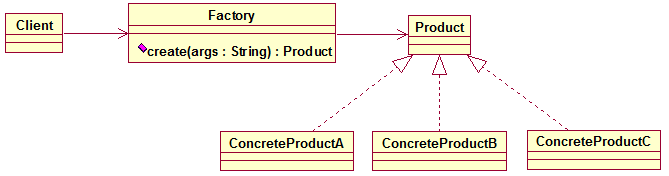 Client
Factory
create(args : String) : Product
Product
ConcreteProductA
ConcreteProductB
ConcreteProductC